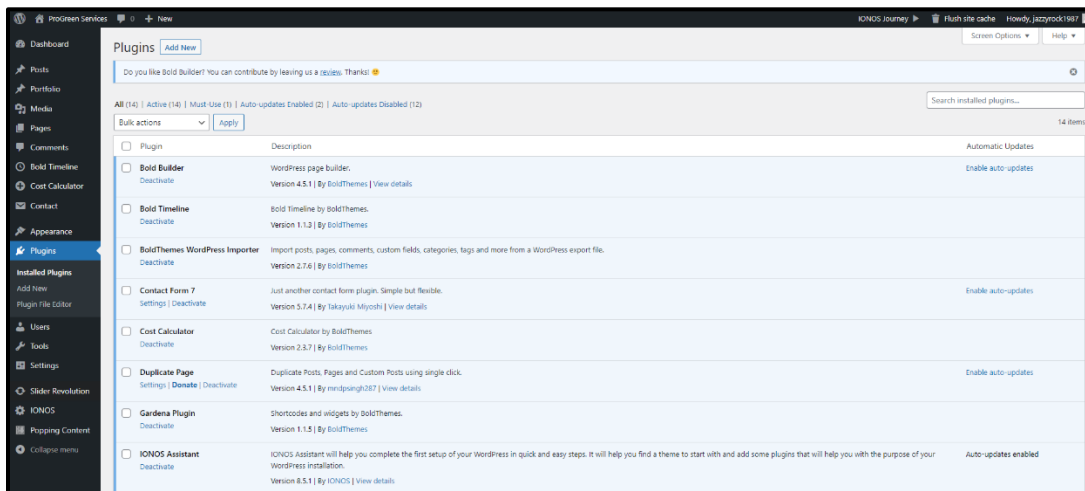 ProGreen Services 0 + New IONOS Journey Flush site cache Howdy, jazzyrock1987
Screen Options ▼ Help ▼
Dashboard
Posts
Portfolio
Media
Pages
Comments
Bold Timeline
Cost Calculator
Contact
Appearance
Plugins
Installed Plugins
Add New
Plugin File Editor
Users
Tools
Settings
Slider Revolution
IONOS
Popping Content
Collapse menu
Plugins Add New
Do you like Bold Builder? You can contribute by leaving us a review. Thanks! 🙂
All (14) | Active (14) | Must-Use (1) | Auto-updates Enabled (2) | Auto-updates Disabled (12)
Search installed plugins...
Bulk actions Apply 14 items
Plugin Description Automatic Updates
Bold Builder WordPress page builder. Enable auto-updates
Deactivate Version 4.5.1 | By BoldThemes | View details
Bold Timeline Bold Timeline by BoldThemes.
Deactivate Version 1.1.3 | By BoldThemes
BoldThemes WordPress Importer Import posts, pages, comments, custom fields, categories, tags and more from a WordPress export file.
Deactivate Version 2.7.6 | By BoldThemes
Contact Form 7 Just another contact form plugin. Simple but flexible. Enable auto-updates
Settings | Deactivate Version 5.7.4 | By Takayuki Miyoshi | View details
Cost Calculator Cost Calculator by BoldThemes
Deactivate Version 2.3.7 | By BoldThemes
Duplicate Page Duplicate Posts, Pages and Custom Posts using single click. Enable auto-updates
Settings | Donate | Deactivate Version 4.5.1 | By mndpsingh287 | View details
Gardena Plugin Shortcodes and widgets by BoldThemes.
Deactivate Version 1.1.5 | By BoldThemes
IONOS Assistant IONOS Assistant will help you complete the first setup of your WordPress in quick and easy steps. It will help you find a theme to start with and add some plugins that will help you with the purpose of your Auto-updates enabled
Deactivate WordPress installation.
Version 8.5.1 | By IONOS | View details